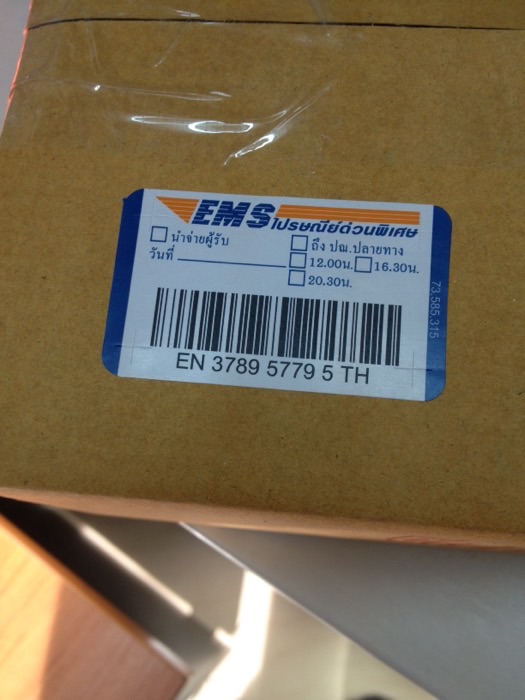 EMS ไปรษณีย์ด่วนพิเศษ
นำจ่ายผู้รับ
ถึง ปณ.ปลายทาง
วันที่
12.00น.
16.30น.
20.30น.
EN 3789 5779 5 TH
73.585.315